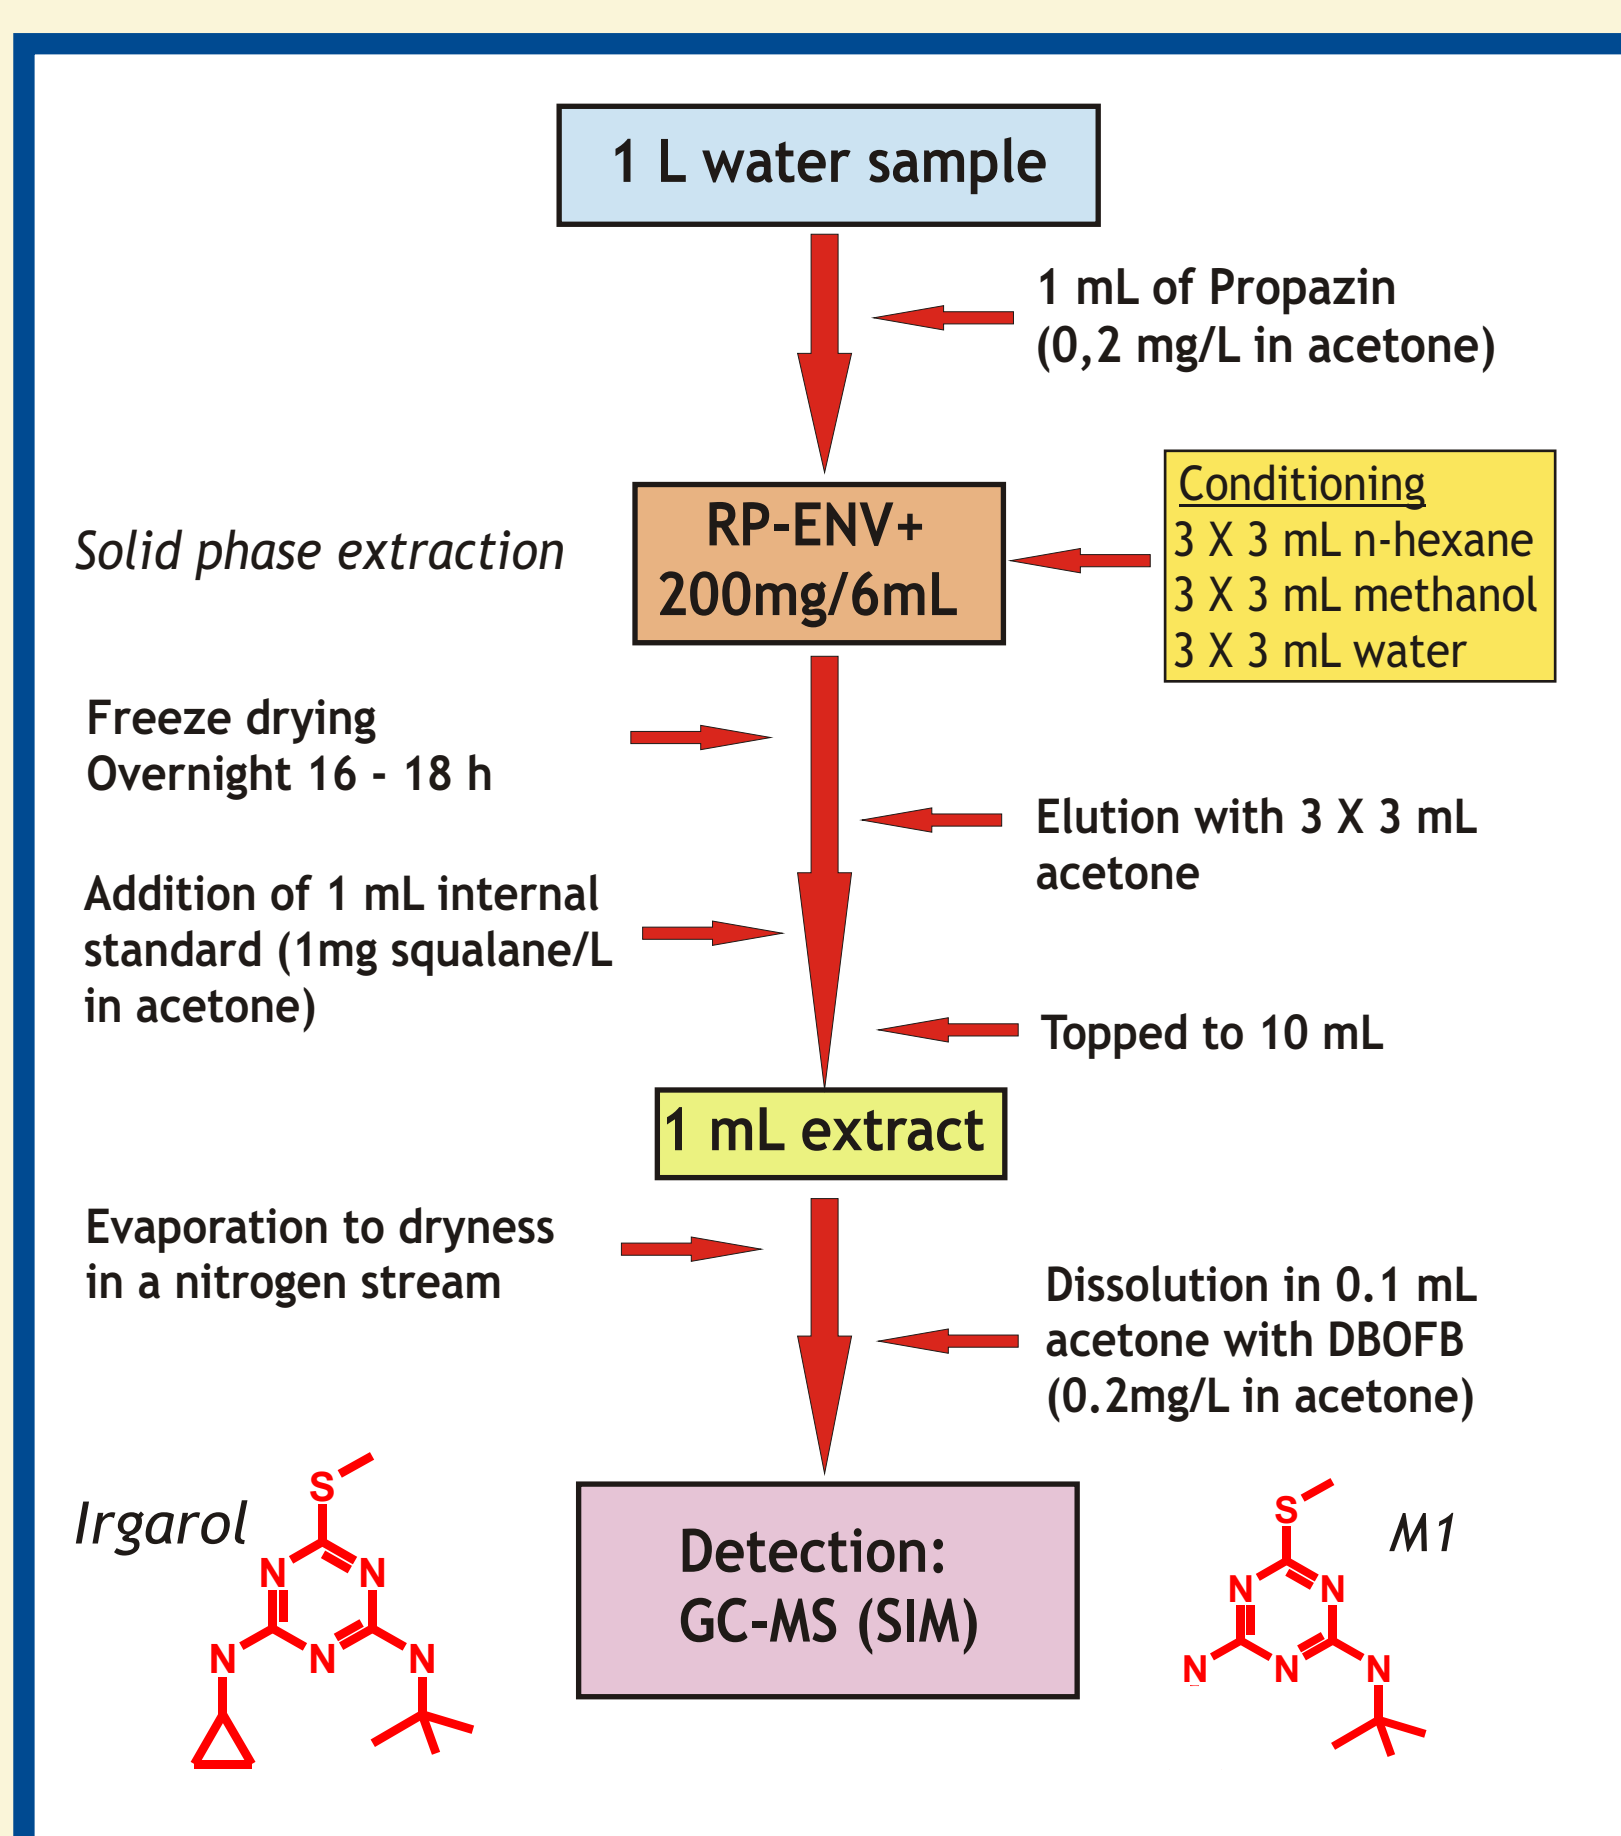 1 L water sample
1 mL of Propazin
(0,2 mg/L in acetone)
Solid phase extraction
RP-ENV+
200mg/6mL
Conditioning
3 X 3 mL n-hexane
3 X 3 mL methanol
3 X 3 mL water
Freeze drying
Overnight 16 - 18 h
Elution with 3 X 3 mL
acetone
Addition of 1 mL internal
standard (1mg squalane/L
in acetone)
Topped to 10 mL
1 mL extract
Evaporation to dryness
in a nitrogen stream
Dissolution in 0.1 mL
acetone with DBOFB
(0.2mg/L in acetone)
Irgarol
S
N N
N N N
Detection:
GC-MS (SIM)
M1
S
N N
N N N